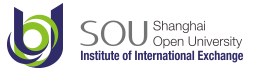 SOU Shanghai
Open University
Institute of International Exchange